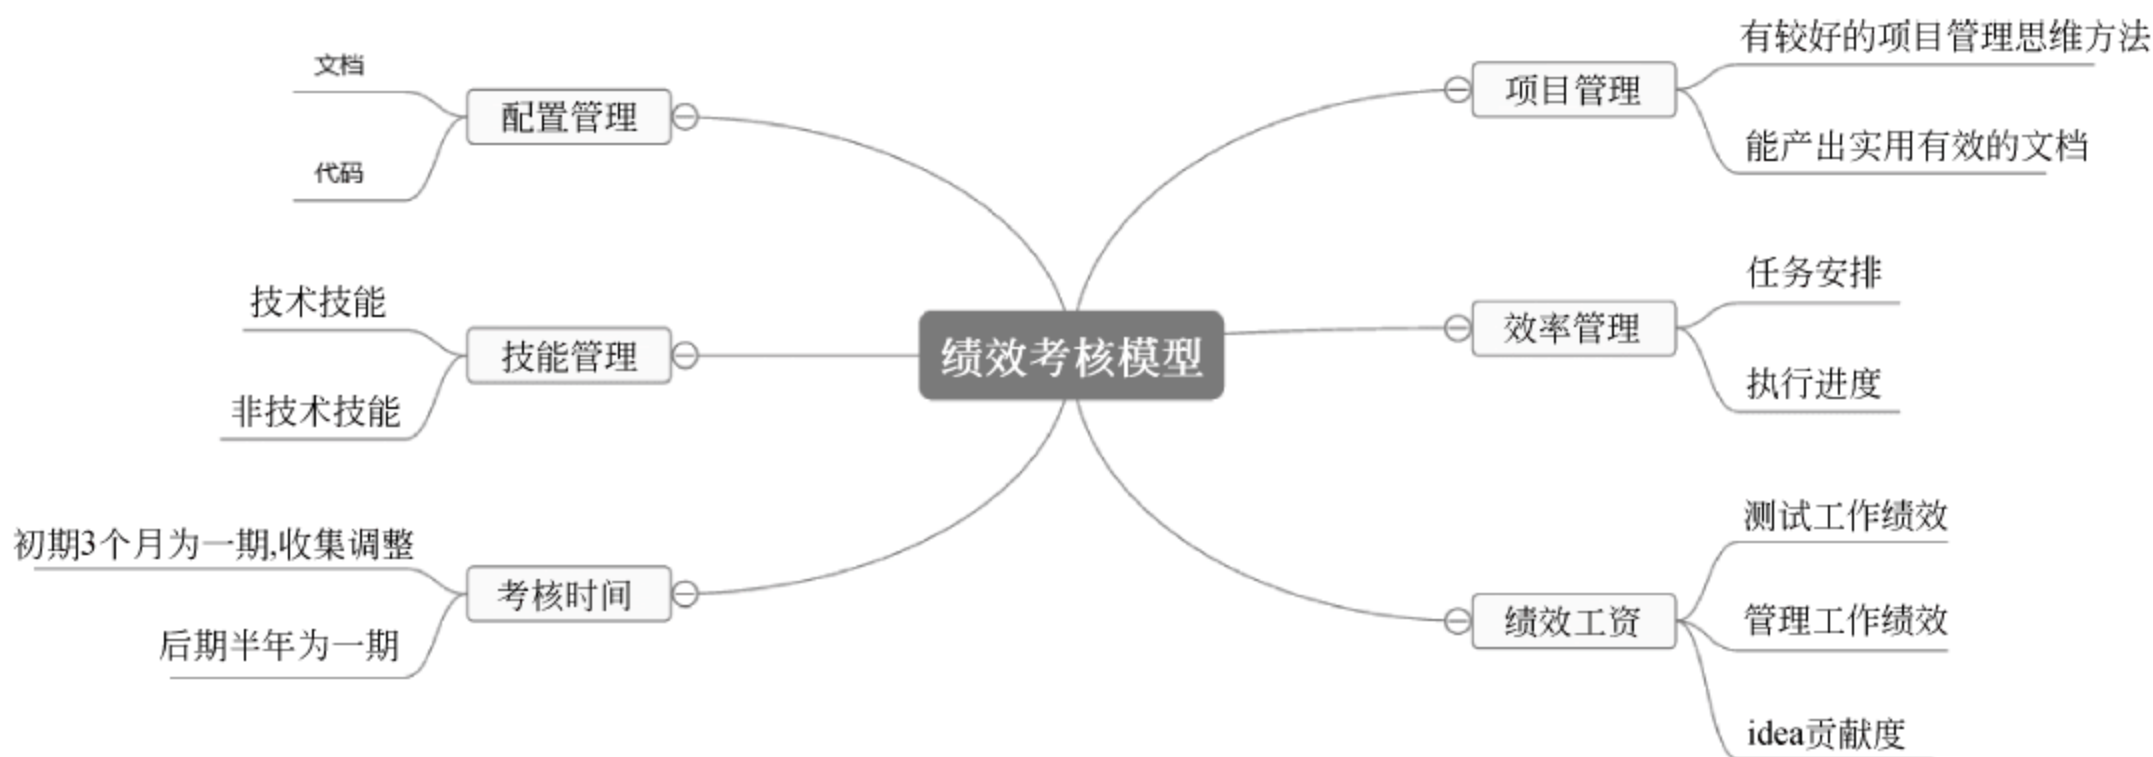 绩效考核模型
项目管理
有较好的项目管理思维方法
能产出实用有效的文档
效率管理
任务安排
执行进度
绩效工资
测试工作绩效
管理工作绩效
idea贡献度
配置管理
文档
代码
技能管理
技术技能
非技术技能
考核时间
初期3个月为一期,收集调整
后期半年为一期